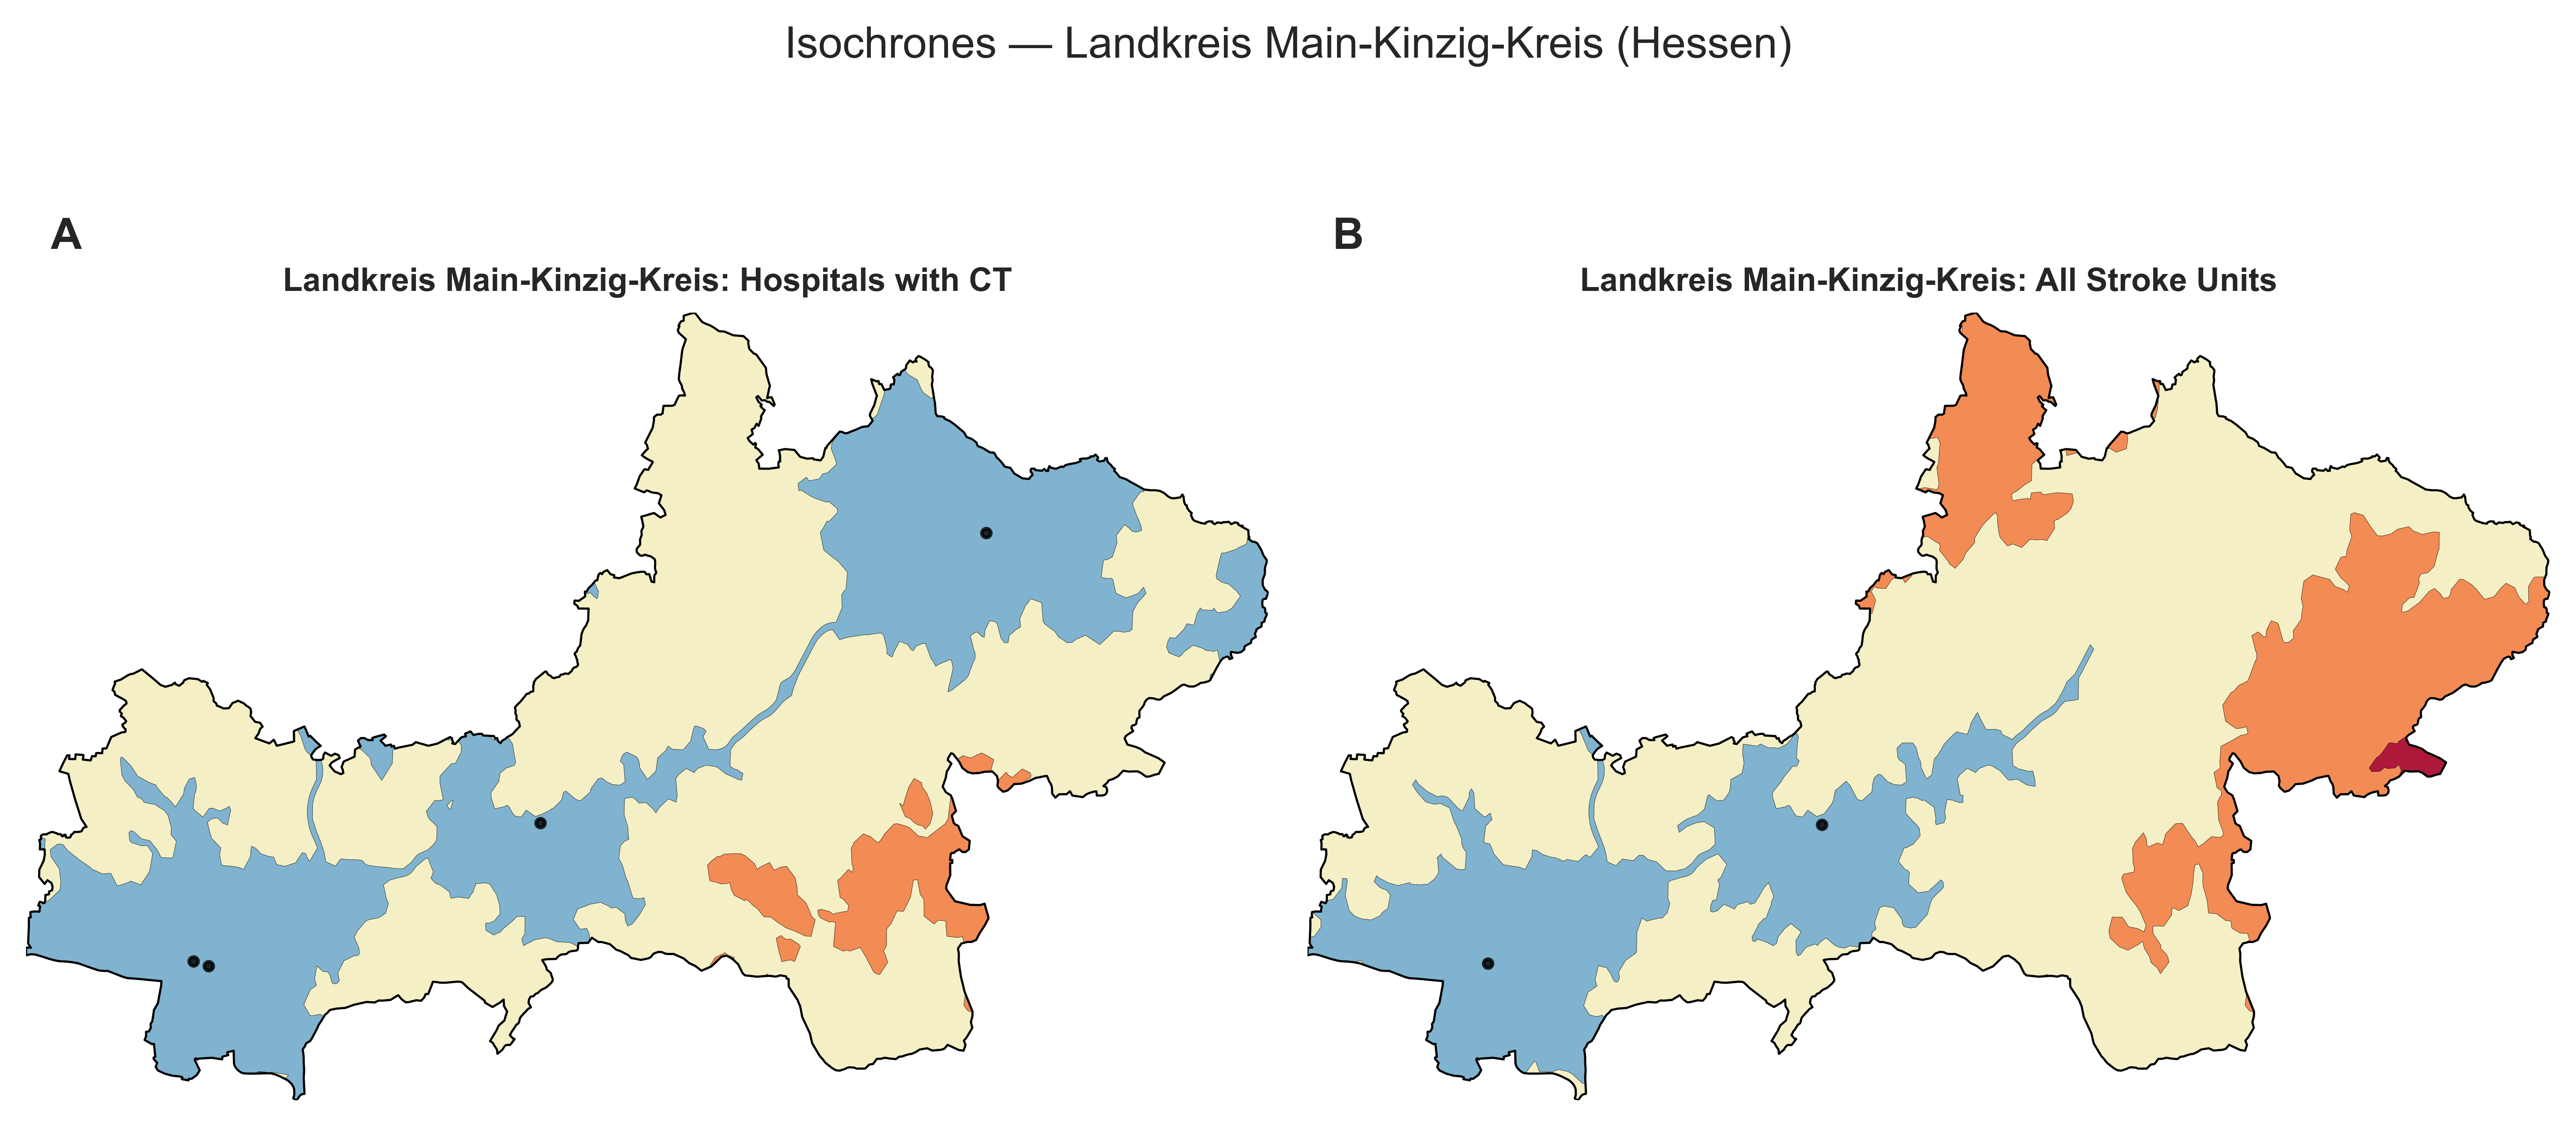 Isochrones — Landkreis Main-Kinzig-Kreis (Hessen)
A
Landkreis Main-Kinzig-Kreis: Hospitals with CT
B
Landkreis Main-Kinzig-Kreis: All Stroke Units